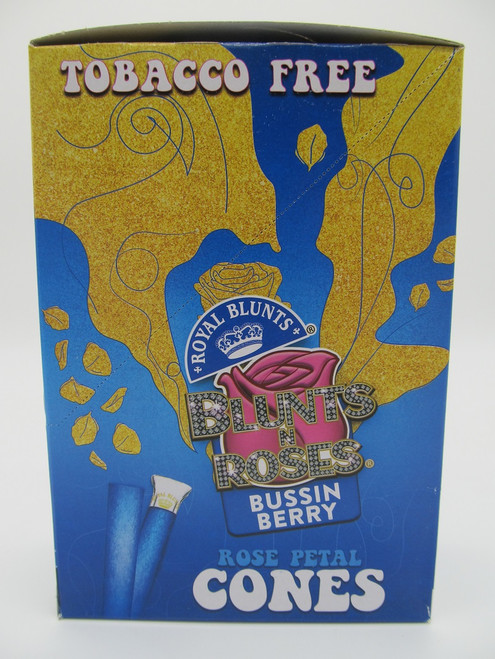 TOBACCO FREE
ROYAL BLUNTS®
BLUNTS
N
ROSES®
BUSSIN
BERRY
ROSE PETAL
CONES